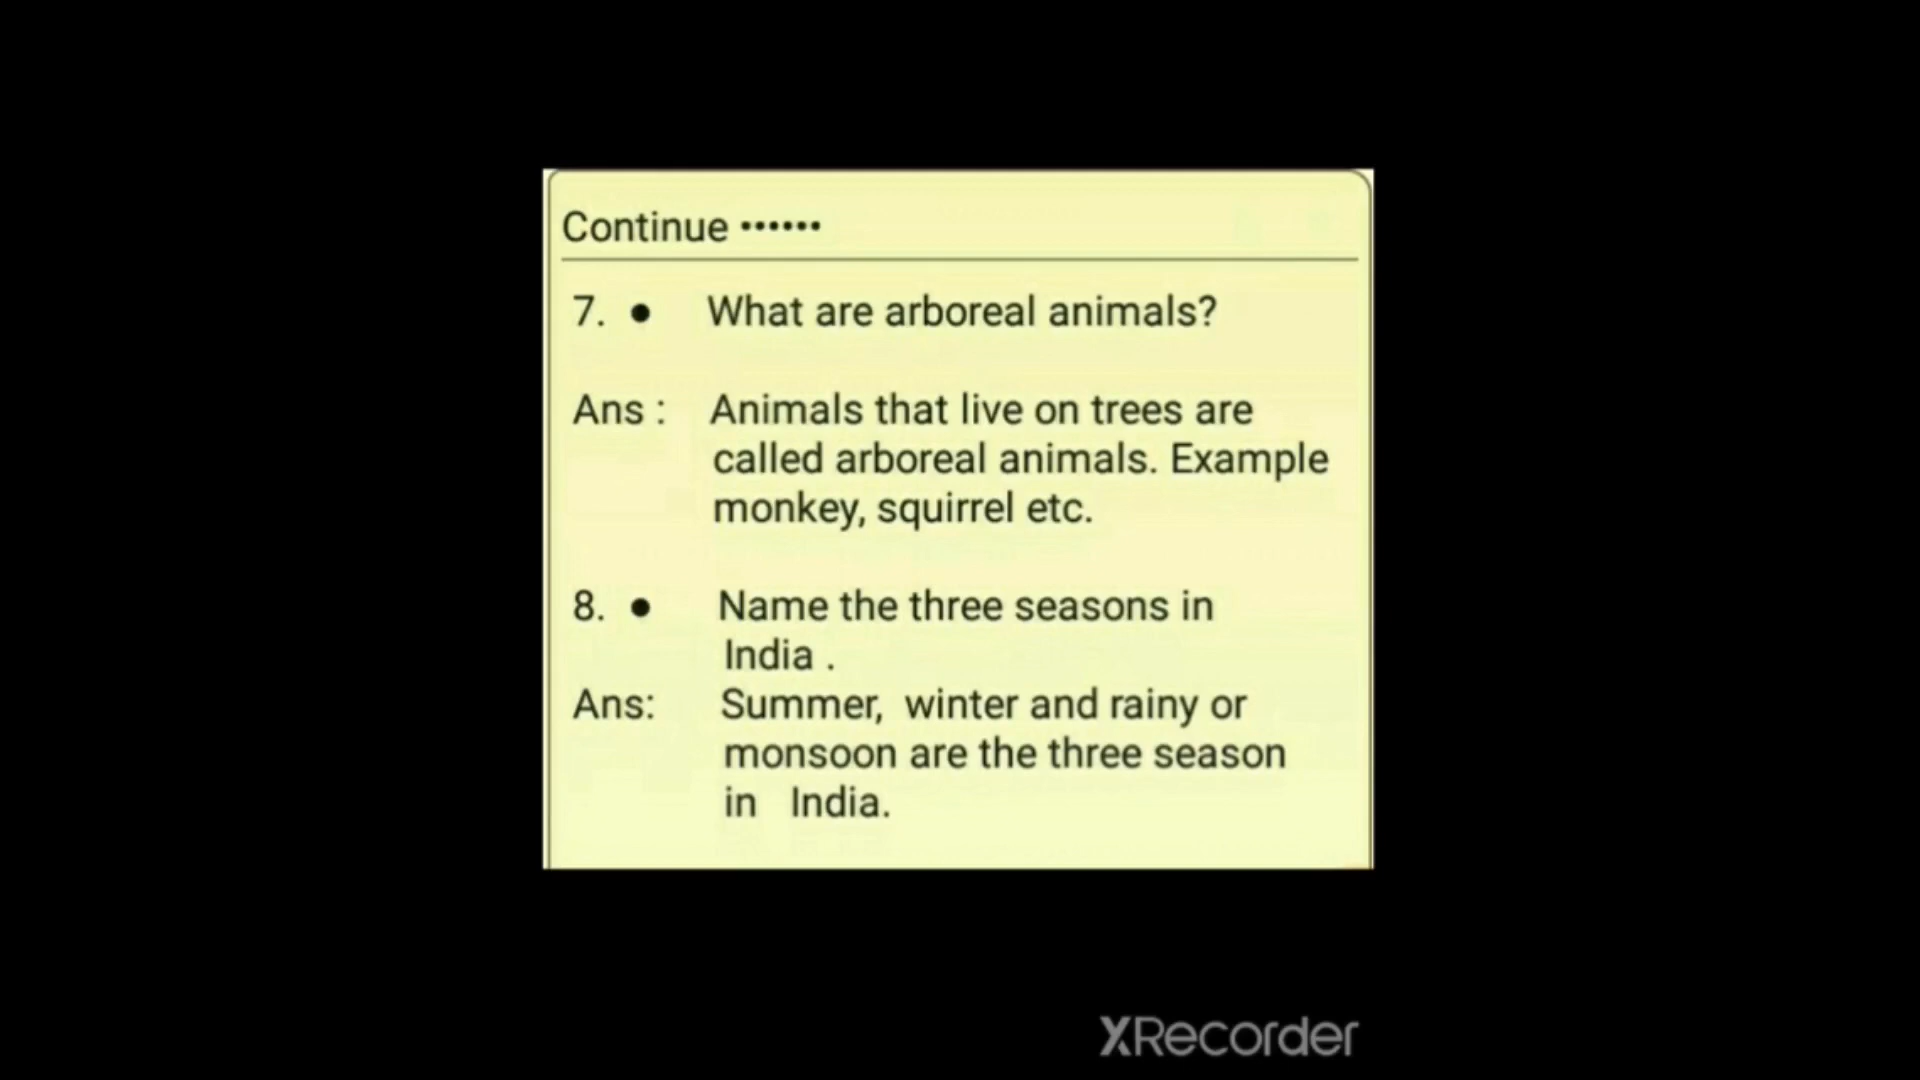 Continue ••••••
7. ● What are arboreal animals?
Ans : Animals that live on trees are
called arboreal animals. Example
monkey, squirrel etc.
8. ● Name the three seasons in
India .
Ans: Summer, winter and rainy or
monsoon are the three season
in India.
XRecorder